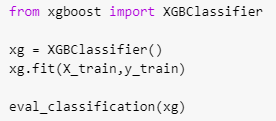 from xgboost import XGBClassifier
xg = XGBClassifier()
xg.fit(X_train,y_train)
eval_classification(xg)